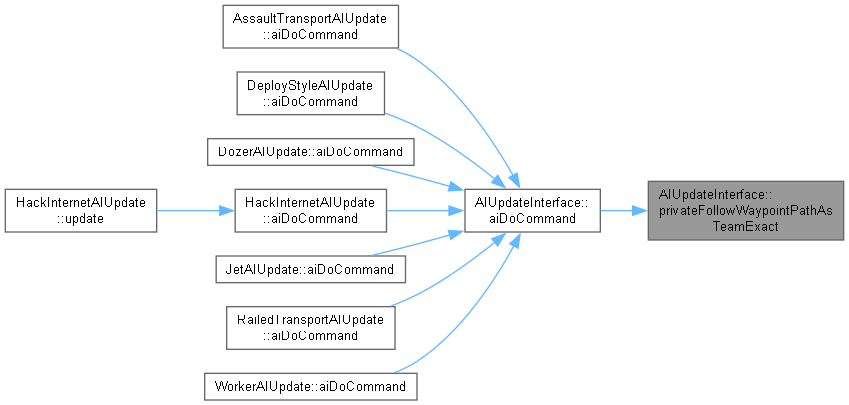 AssaultTransportAIUpdate
::aiDoCommand
DeployStyleAIUpdate
::aiDoCommand
DozerAIUpdate::aiDoCommand
HackInternetAIUpdate
::update
HackInternetAIUpdate
::aiDoCommand
AIUpdateInterface::
aiDoCommand
AIUpdateInterface::
privateFollowWaypointPathAs
TeamExact
JetAIUpdate::aiDoCommand
RailedTransportAIUpdate
::aiDoCommand
WorkerAIUpdate::aiDoCommand